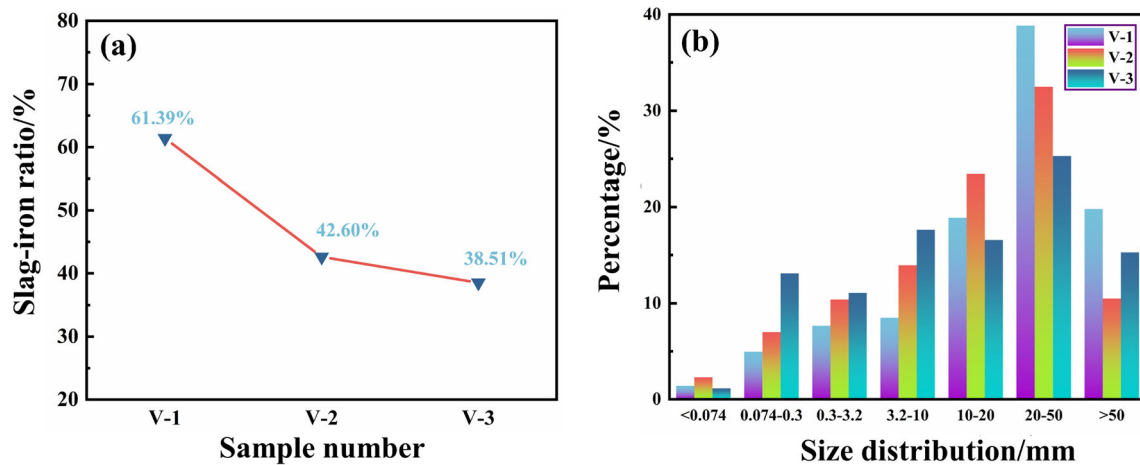 (a)
Slag-iron ratio/%
80
70
60
50
40
30
20
61.39%
42.60%
38.51%
V-1 V-2 V-3
Sample number
(b)
Percentage/%
40
30
20
10
0
V-1
V-2
V-3
<0.074 0.074-0.3 0.3-3.2 3.2-10 10-20 20-50 >50
Size distribution/mm